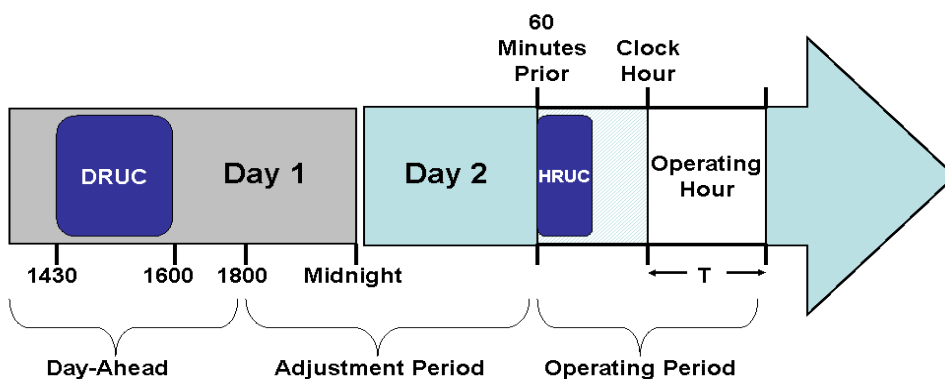 60
Minutes
Prior
Clock
Hour
DRUC
Day 1
Day 2
HRUC
Operating
Hour
1430
1600
1800
Midnight
T
Day-Ahead
Adjustment Period
Operating Period